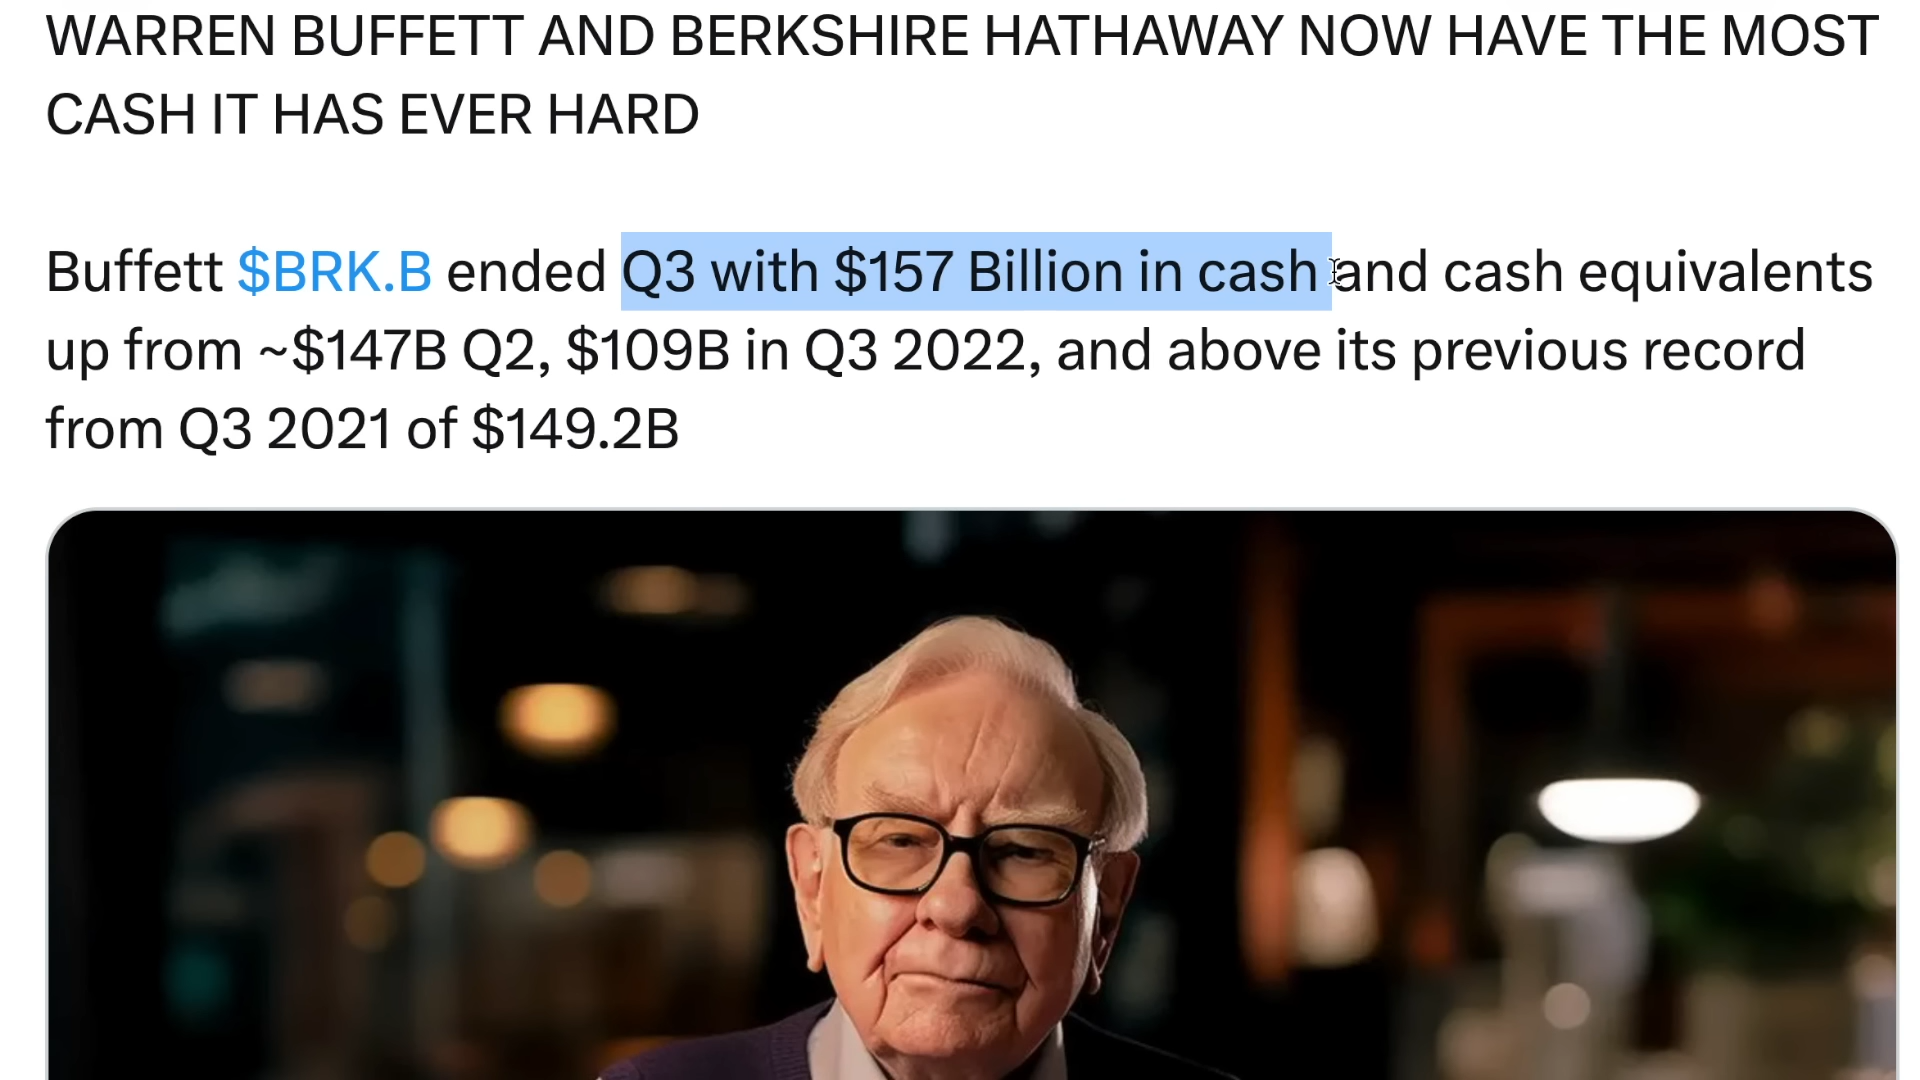 WARREN BUFFETT AND BERKSHIRE HATHAWAY NOW HAVE THE MOST
CASH IT HAS EVER HARD
Buffett $BRK.B ended Q3 with $157 Billion in cash and cash equivalents
up from ~$147B Q2, $109B in Q3 2022, and above its previous record
from Q3 2021 of $149.2B